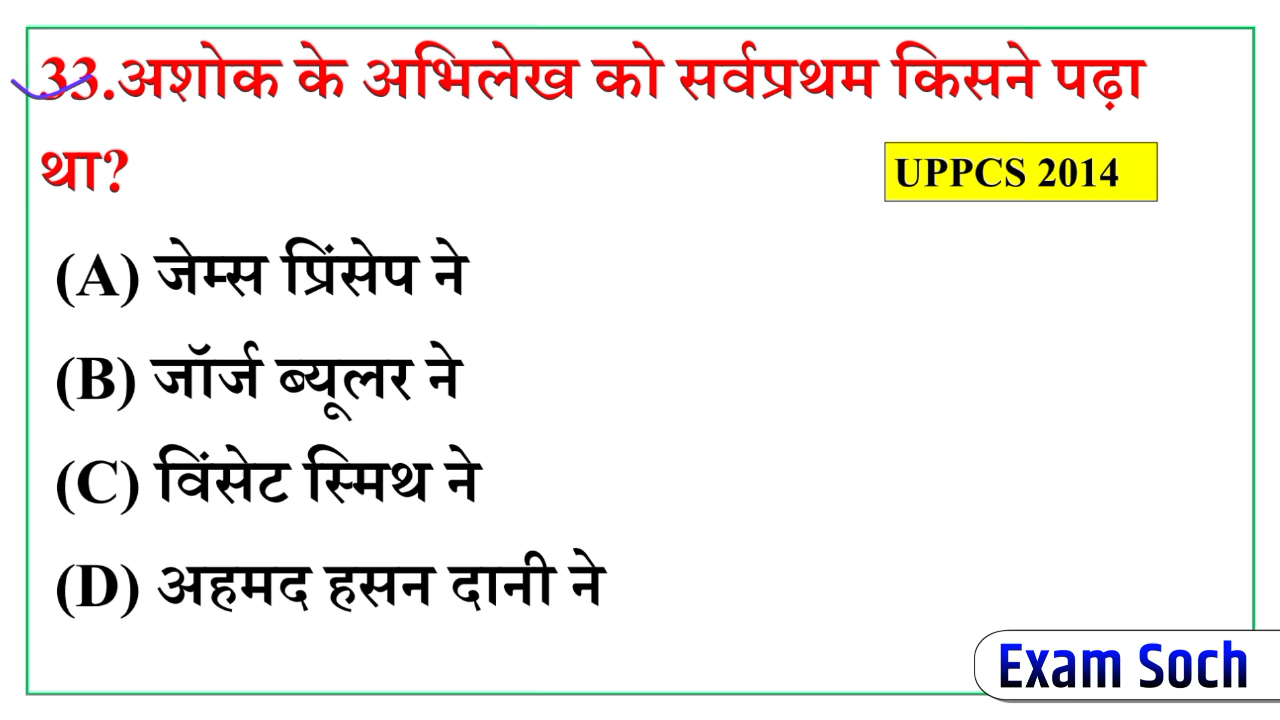 33.अशोक के अभिलेख को सर्वप्रथम किसने पढ़ा
था?
UPPCS 2014
(A) जेम्स प्रिंसेप ने
(B) जॉर्ज ब्यूलर ने
(C) विंसेट स्मिथ ने
(D) अहमद हसन दानी ने
Exam Soch